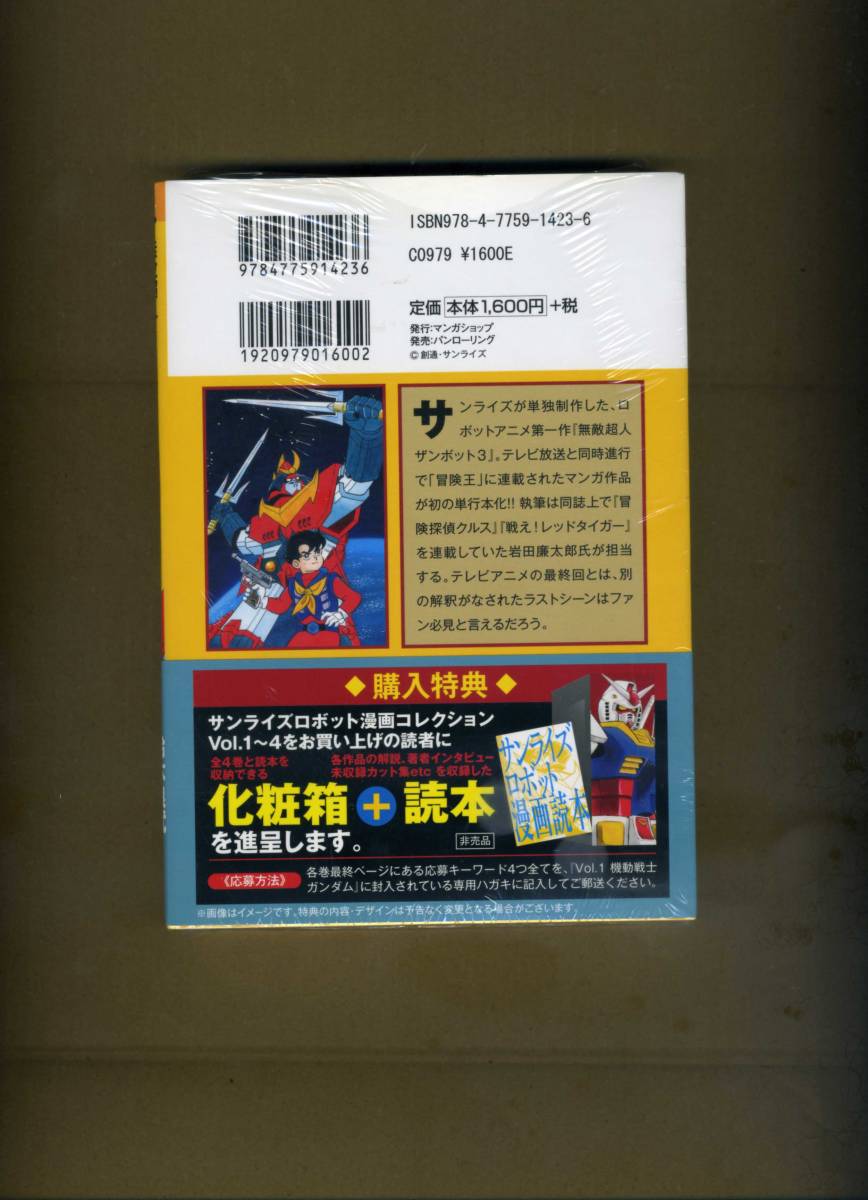 ISBN978-4-7759-1423-6
9784775914236
C0979 ¥1600E
定価 本体1,600円 +税
1920979016002
発行:マンガショップ
発売:パンローリング
©創通・サンライズ
サンライズが単独制作した、ロ
ボットアニメ第一作『無敵超人
ザンボット3』。テレビ放送と同時進行
で「冒険王」に連載されたマンガ作品
が初の単行本化!! 執筆は同誌上で『冒
険探偵クルス』『戦え!レッドタイガー』
を連載していた岩田廉太郎氏が担当
する。テレビアニメの最終回とは、別
の解釈がなされたラストシーンはファ
ン必見と言えるだろう。
◆購入特典◆
サンライズロボット漫画コレクション
Vol.1〜4をお買い上げの読者に
全4巻と読本を
収納できる
各作品の解説、著者インタビュー
未収録カット集etc を収録した
化粧箱+読本
を進呈します。
非売品
サンライズ
ロボット
漫画読本
《応募方法》
各巻最終ページにある応募キーワード4つ全てを、『Vol.1 機動戦士
ガンダム』に封入されている専用ハガキに記入してご郵送ください。
※画像はイメージです。特典の内容・デザインは予告なく変更となる場合がございます。